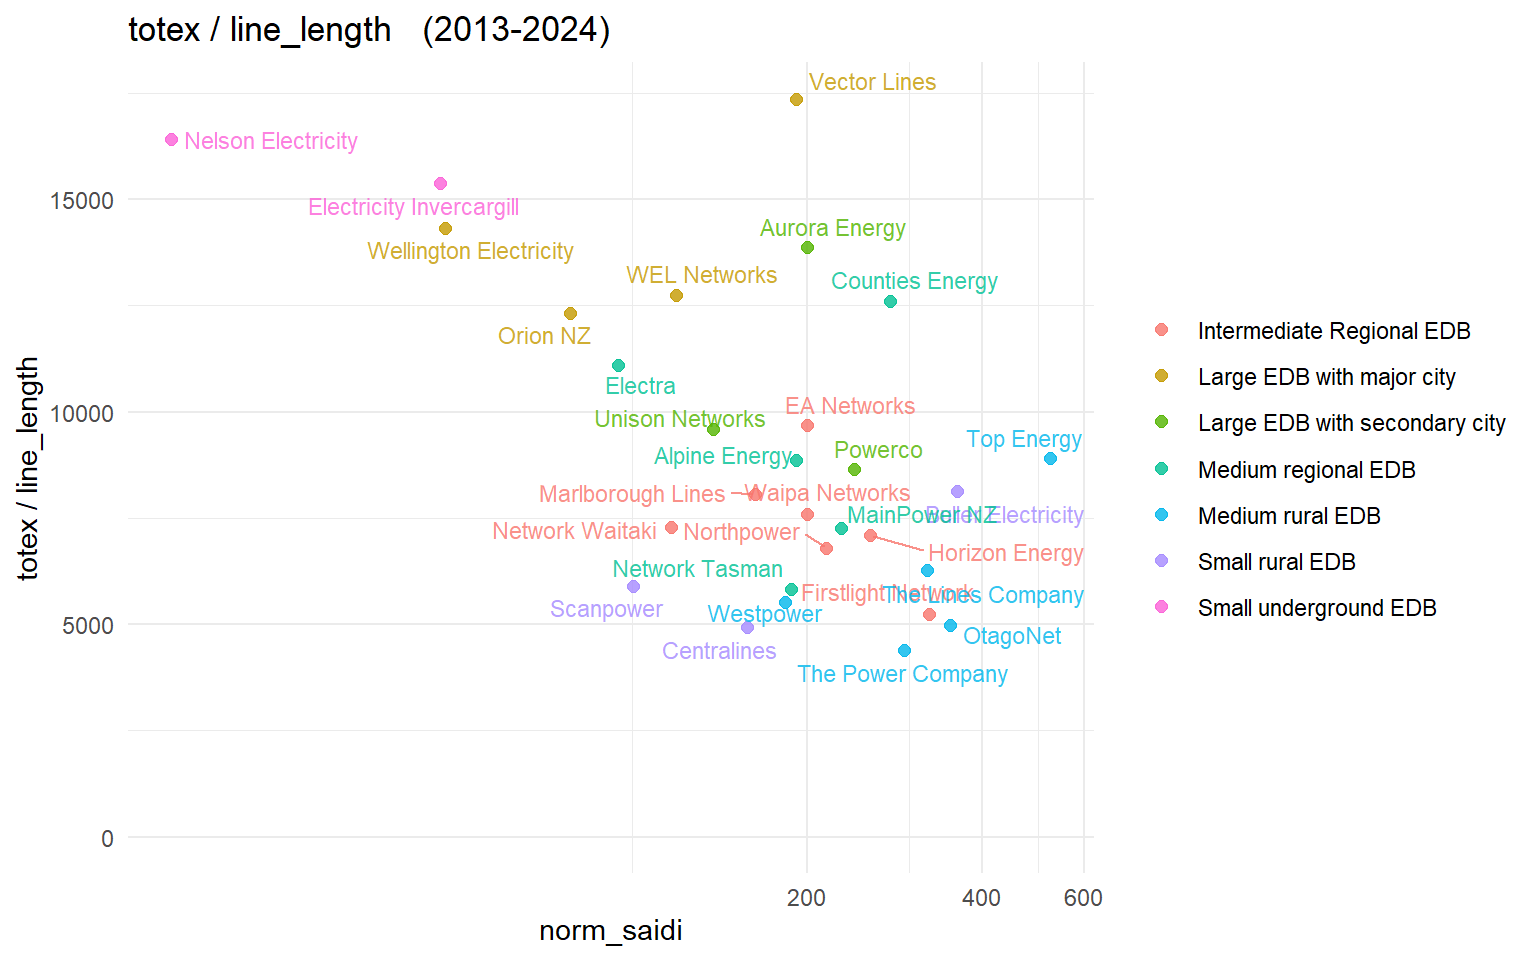 totex / line_length   (2013-2024)
Vector Lines
Nelson Electricity
15000
Electricity Invercargill
Aurora Energy
Wellington Electricity
WEL Networks
Counties Energy
Orion NZ
Intermediate Regional EDB
Large EDB with major city
Electra
EA Networks
10000
Unison Networks
Large EDB with secondary city
Top Energy
Powerco
Alpine Energy
Medium regional EDB
Marlborough Lines
Waipa Networks
MainPower NZ
Buller Electricity
Medium rural EDB
Network Waitaki
Northpower
Horizon Energy
Small rural EDB
Network Tasman
Firstlight Network
The Lines Company
Scanpower
Westpower
Small underground EDB
5000
OtagoNet
Centralines
The Power Company
0
200
400
600
norm_saidi
totex / line_length